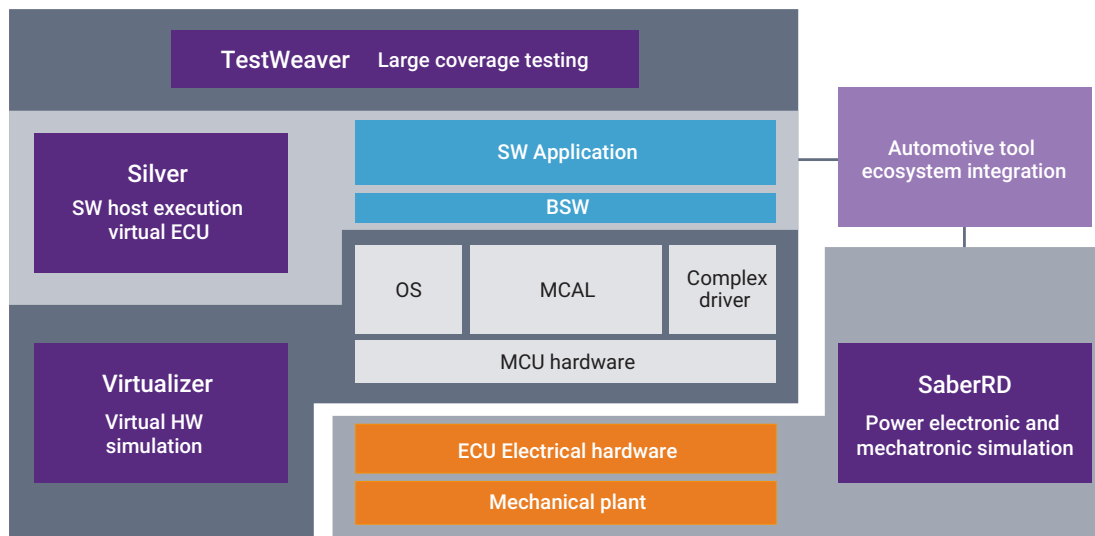 TestWeaver Large coverage testing
Silver
SW host execution
virtual ECU
SW Application
BSW
Automotive tool
ecosystem integration
OS
MCAL
Complex
driver
MCU hardware
Virtualizer
Virtual HW
simulation
SaberRD
Power electronic and
mechatronic simulation
ECU Electrical hardware
Mechanical plant